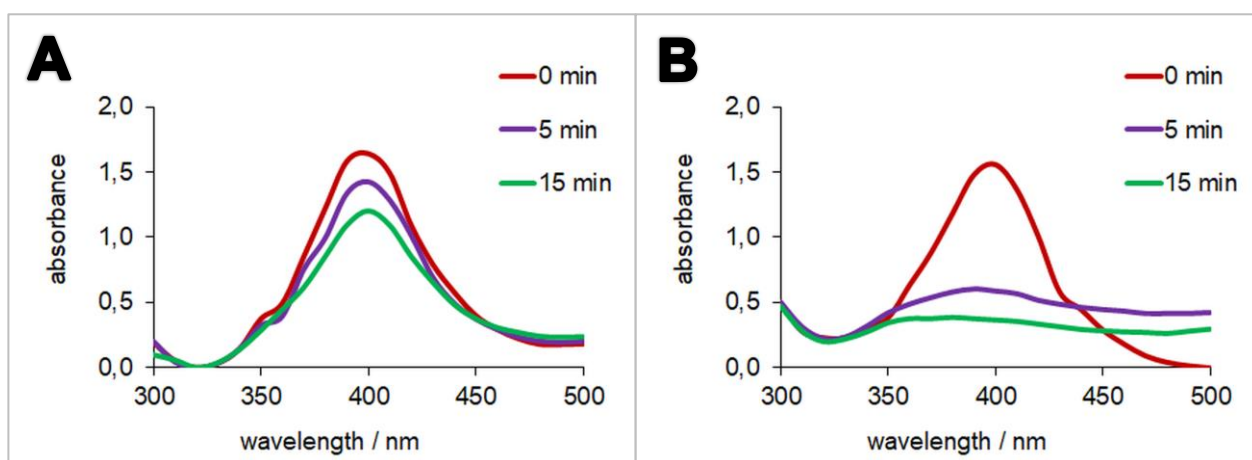 A
0 min
5 min
15 min
2,0
1,5
1,0
0,5
0,0
absorbance
300 350 400 450 500
wavelength / nm
B
0 min
5 min
15 min
2,0
1,5
1,0
0,5
0,0
absorbance
300 350 400 450 500
wavelength / nm